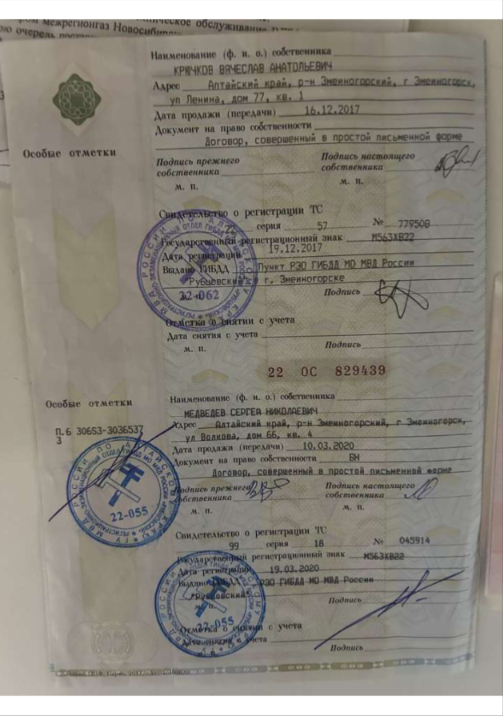 межрегионгаз Новосибирск
обслуживание
очередь
Наименование (ф. и. о.) собственника
КРЮЧКОВ ВЯЧЕСЛАВ АНАТОЛЬЕВИЧ
Адрес Алтайский край, р-н Змеиногорский, г Змеиногорск,
ул Ленина, дом 77, кв. 1
Дата продажи (передачи) 16.12.2017
Документ на право собственности
Договор, совершенный в простой письменной форме
Особые отметки
Подпись прежнего собственника
Подпись настоящего собственника
м. п.
м. п.
Свидетельство о регистрации ТС
серия 57 № 779508
Государственный регистрационный знак М563ХВ22
Дата регистрации 19.12.2017
Выдано ГИБДД Пункт РЭО ГИБДД МО МВД России
"Рубцовский" г. Змеиногорске
22-062
Подпись
Отметка о снятии с учета
Дата снятия с учета
м. п.
Подпись
22 ОС 829439
Особые отметки
Наименование (ф. и. о.) собственника
МЕДВЕДЕВ СЕРГЕЙ НИКОЛАЕВИЧ
П.6 30653-3036537
3
Адрес Алтайский край, р-н Змеиногорский, г Змеиногорск,
ул Волкова, дом 66, кв. 4
Дата продажи (передачи) 10.03.2020
Документ на право собственности БН
Договор, совершенный в простой письменной форме
Подпись прежнего собственника
Подпись настоящего собственника
м. п.
м. п.
22-055
Свидетельство о регистрации ТС
99 серия 18 № 045914
Государственный регистрационный знак М563ХВ22
Дата регистрации 19.03.2020
Выдано ГИБДД РЭО ГИБДД МО МВД России
"Рубцовский"
Подпись
22-055
Отметка о снятии с учета
Дата снятия с учета
Подпись